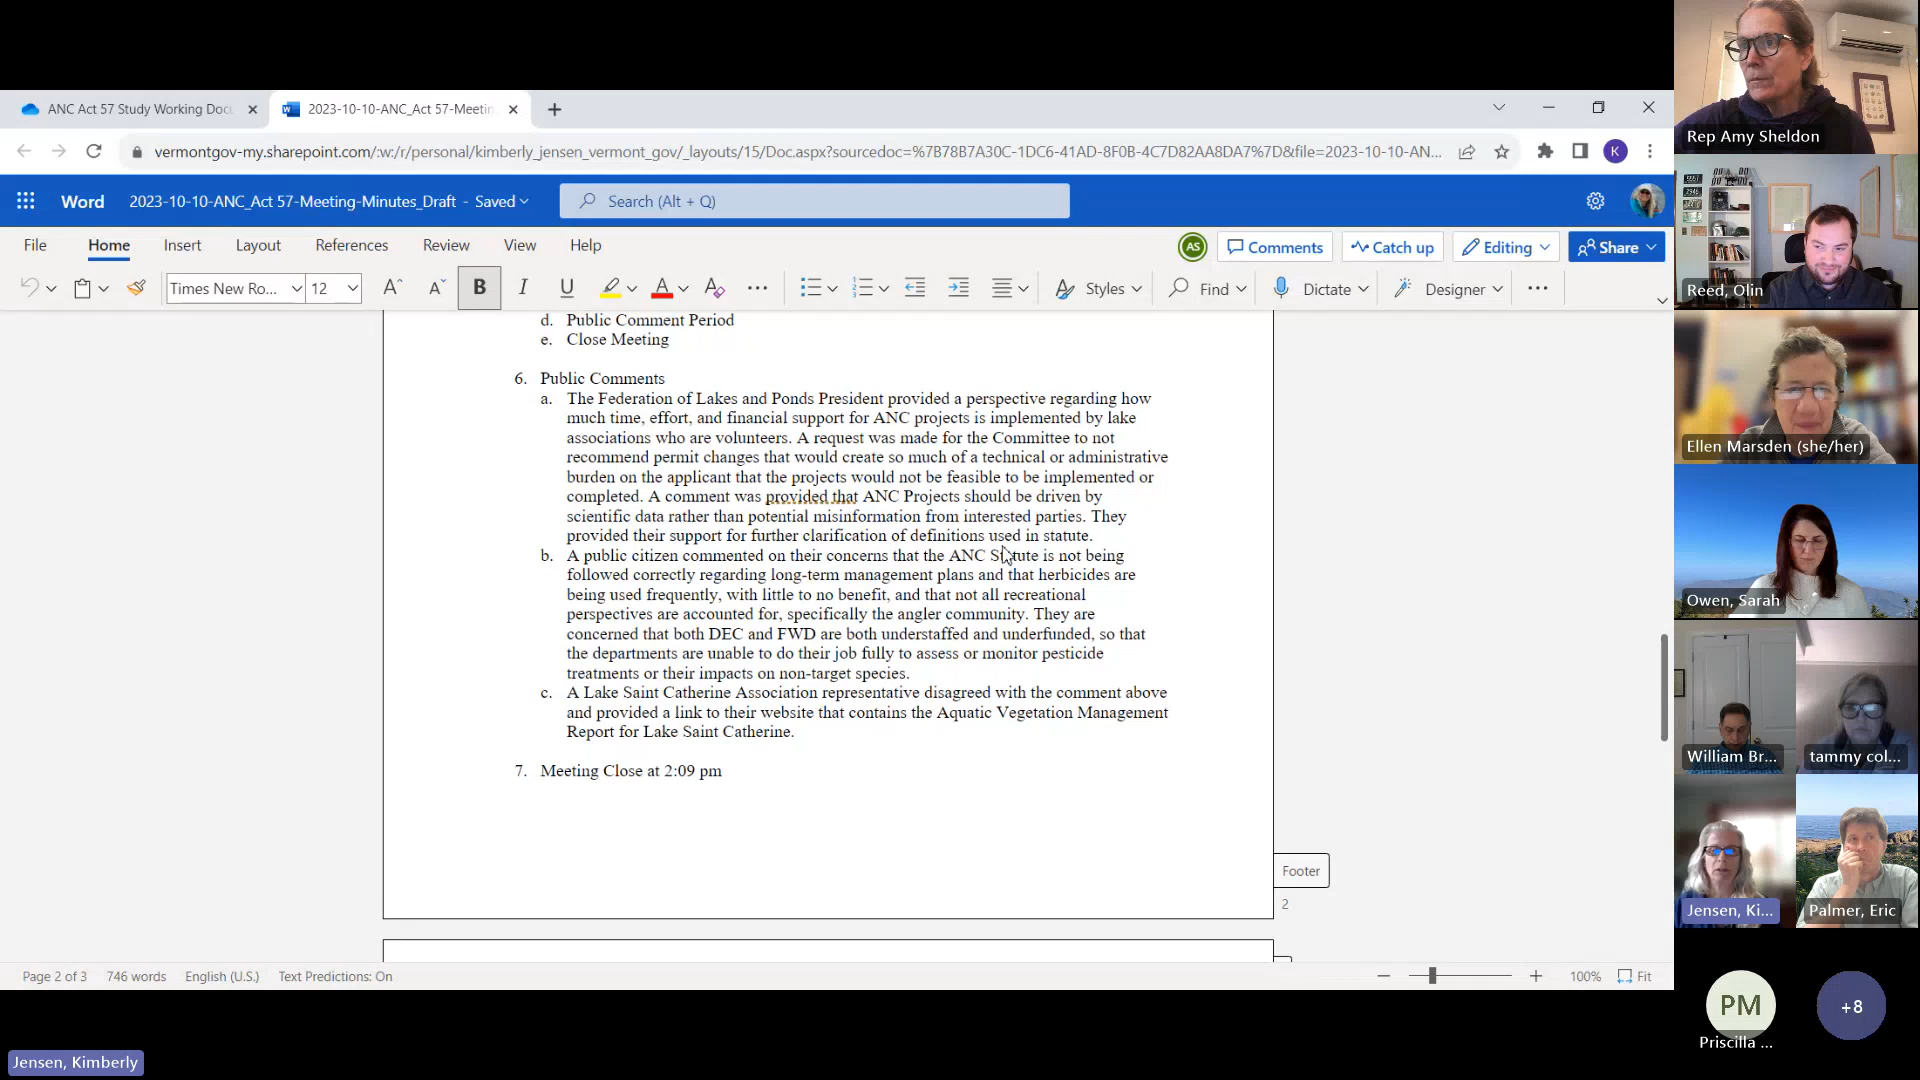 ANC Act 57 Study Working Docu
2023-10-10-ANC_Act 57-Meetin
vermontgov-my.sharepoint.com/:w:/r/personal/kimberly_jensen_vermont_gov/_layouts/15/Doc.aspx?sourcedoc=%7B78B7A30C-1DC6-41AD-8F0B-4C7D82AA8DA7%7D&file=2023-10-10-AN...
K
Word 2023-10-10-ANC_Act 57-Meeting-Minutes_Draft - Saved
Search (Alt + Q)
File Home Insert Layout References Review View Help
AS Comments Catch up Editing Share
Times New Ro... 12 A A B I U A A Styles Find Dictate Designer
d. Public Comment Period
e. Close Meeting
6. Public Comments
a. The Federation of Lakes and Ponds President provided a perspective regarding how
much time, effort, and financial support for ANC projects is implemented by lake
associations who are volunteers. A request was made for the Committee to not
recommend permit changes that would create so much of a technical or administrative
burden on the applicant that the projects would not be feasible to be implemented or
completed. A comment was provided that ANC Projects should be driven by
scientific data rather than potential misinformation from interested parties. They
provided their support for further clarification of definitions used in statute.
b. A public citizen commented on their concerns that the ANC Statute is not being
followed correctly regarding long-term management plans and that herbicides are
being used frequently, with little to no benefit, and that not all recreational
perspectives are accounted for, specifically the angler community. They are
concerned that both DEC and FWD are both understaffed and underfunded, so that
the departments are unable to do their job fully to assess or monitor pesticide
treatments or their impacts on non-target species.
c. A Lake Saint Catherine Association representative disagreed with the comment above
and provided a link to their website that contains the Aquatic Vegetation Management
Report for Lake Saint Catherine.
7. Meeting Close at 2:09 pm
Footer
2
Page 2 of 3 746 words English (U.S.) Text Predictions: On
100% Fit
Jensen, Kimberly
Rep Amy Sheldon
Reed, Olin
Ellen Marsden (she/her)
Owen, Sarah
William Br...
tammy col...
Jensen, Ki...
Palmer, Eric
PM
Priscilla ...
+8